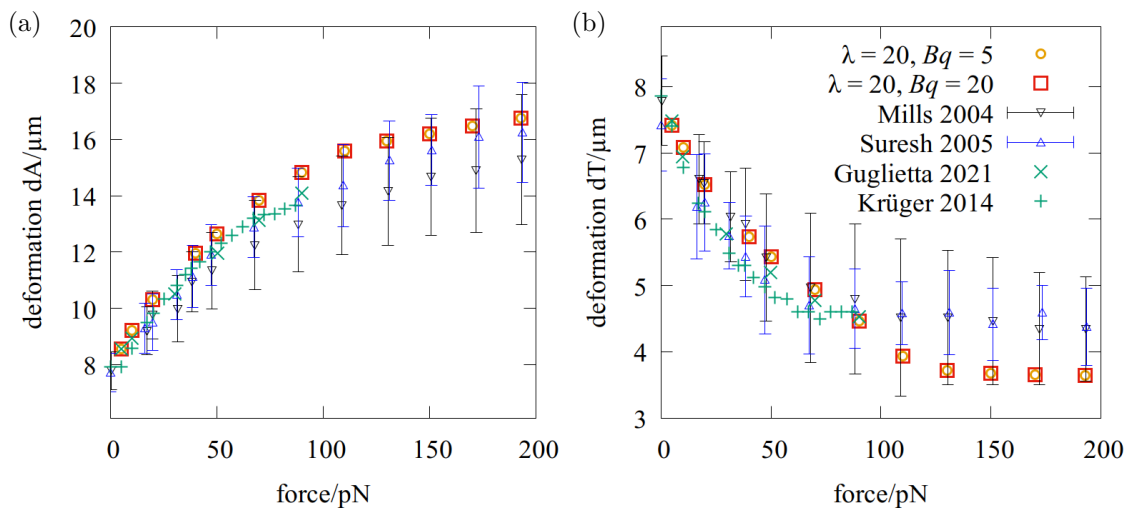 (a)
20
18
16
14
12
10
8
deformation dA/μm
0
50
100
150
200
force/pN
(b)
λ = 20, Bq = 5
λ = 20, Bq = 20
Mills 2004
Suresh 2005
Guglietta 2021
Krüger 2014
8
7
6
5
4
3
deformation dT/μm
0
50
100
150
200
force/pN